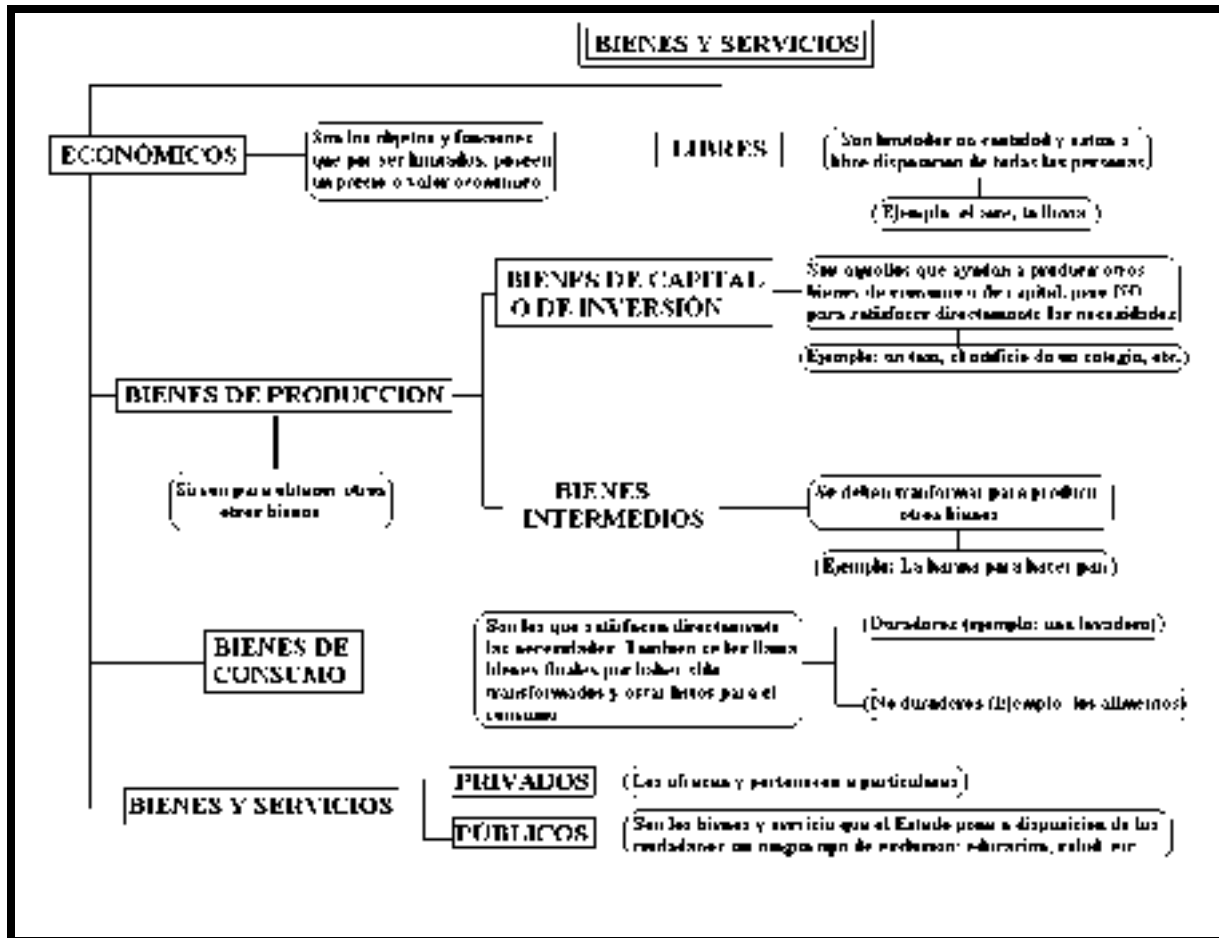 BIENES Y SERVICIOS
ECONÓMICOS
Son los objetos y funciones
que por ser limitados, poseen
un precio o valor económico
LIBRES
Son ilimitados en cantidad y están a
libre disposición de todas las personas
(Ejemplo: el aire, la lluvia)
BIENES DE CAPITAL
O DE INVERSIÓN
Son aquellos que ayudan a producir otros
bienes de consumo o de capital, pero NO
para satisfacer directamente las necesidades
(Ejemplo: un taxi, el edificio de un colegio, etc.)
BIENES DE PRODUCCION
Sirven para obtener otros
otros bienes
BIENES
INTERMEDIOS
Se deben tranformar para producir
otros bienes
(Ejemplo: La harina para hacer pan)
BIENES DE
CONSUMO
Son los que satisfacen directamente
las necesidades. También se les llama
bienes finales por haber sido
transformados y estar listos para el
consumo
(Duraderos (ejemplo: una lavadora))
(No duraderos (Ejemplo: los alimentos)
BIENES Y SERVICIOS
PRIVADOS
(Los ofrecen y pertenecen a particulares)
PÚBLICOS
Son los bienes y servicio que el Estado pone a disposición de los
ciudadanos sin ningún tipo de : educación, salud, etc